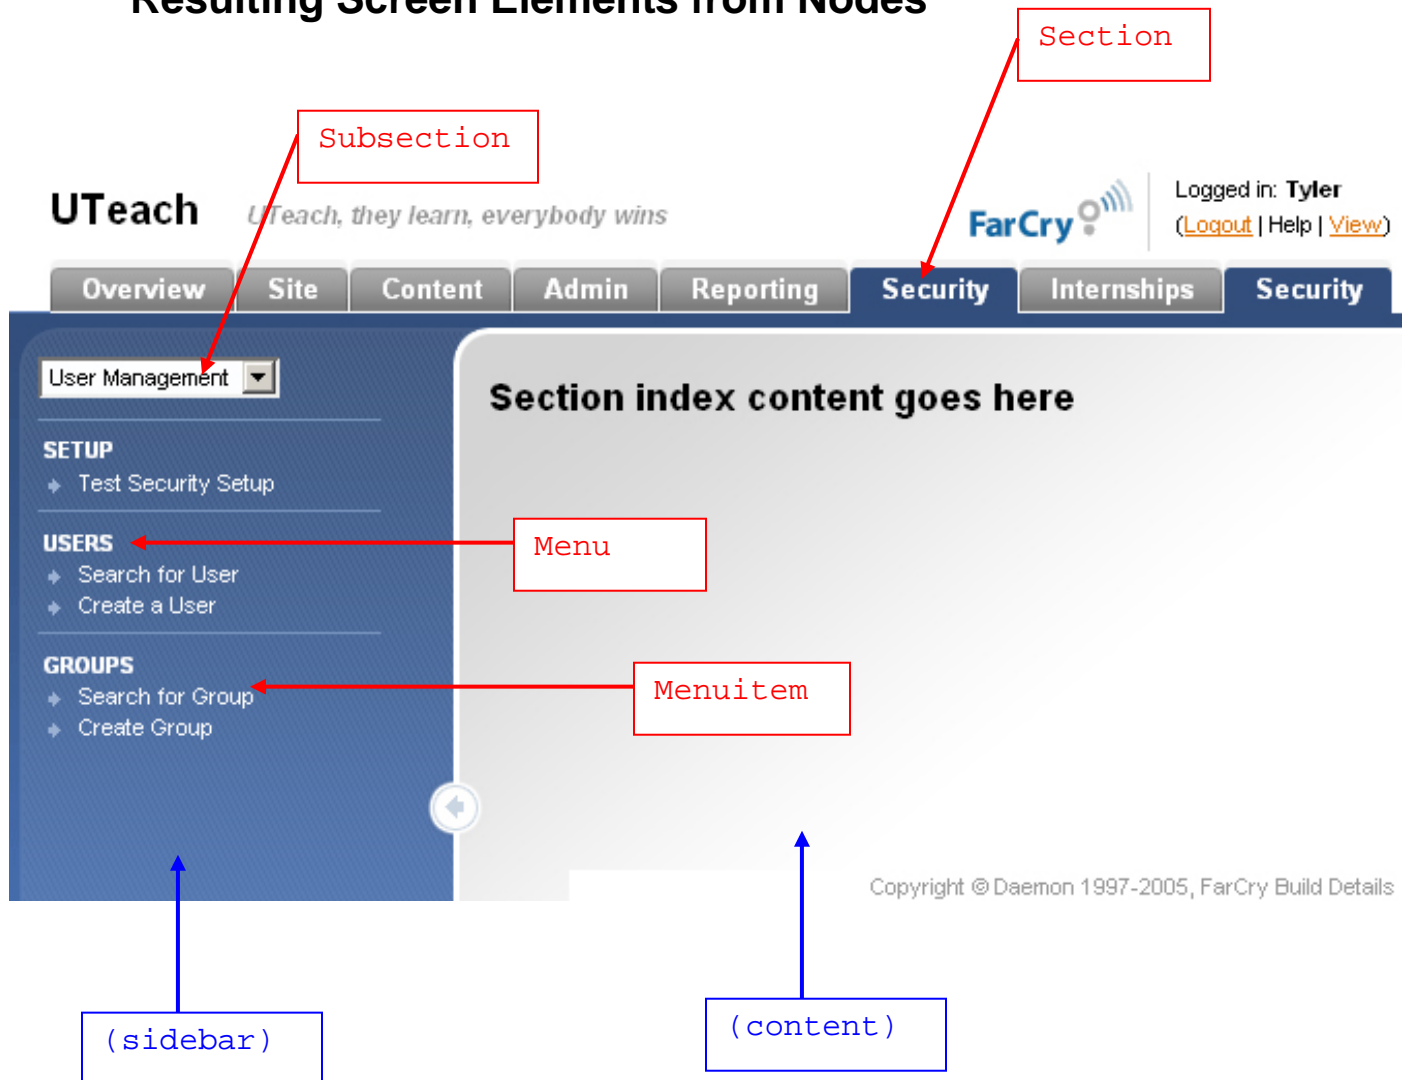 Resulting Screen Elements from Nodes
Section
Subsection
UTeach
UTeach, they learn, everybody wins
FarCry
Logged in: Tyler
(Logout | Help | View)
Overview Site Content Admin Reporting Security Internships Security
User Management
Section index content goes here
SETUP
Test Security Setup
USERS
Menu
Search for User
Create a User
GROUPS
Search for Group
Menuitem
Create Group
Copyright © Daemon 1997-2005, FarCry Build Details
(sidebar)
(content)